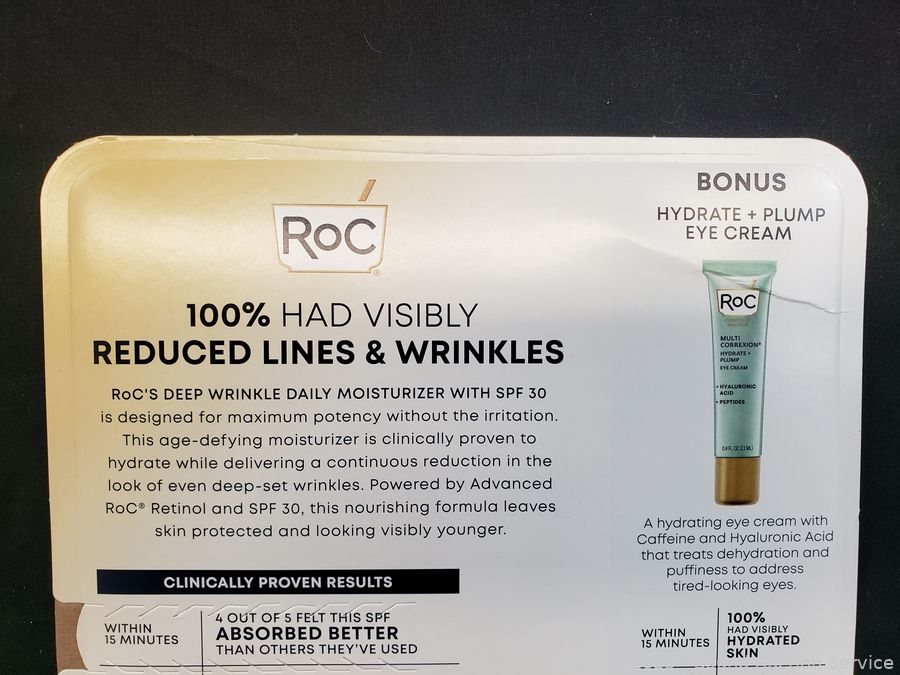 RoC®
100% HAD VISIBLY
REDUCED LINES & WRINKLES
RoC'S DEEP WRINKLE DAILY MOISTURIZER WITH SPF 30
is designed for maximum potency without the irritation.
This age-defying moisturizer is clinically proven to
hydrate while delivering a continuous reduction in the
look of even deep-set wrinkles. Powered by Advanced
RoC® Retinol and SPF 30, this nourishing formula leaves
skin protected and looking visibly younger.
CLINICALLY PROVEN RESULTS
WITHIN
15 MINUTES
4 OUT OF 5 FELT THIS SPF
ABSORBED BETTER
THAN OTHERS THEY'VE USED
BONUS
HYDRATE + PLUMP
EYE CREAM
RoC
CLINICALLY
PROVEN
MULTI
CORREXION®
HYDRATE +
PLUMP
EYE CREAM
• HYALURONIC
ACID
• PEPTIDES
A hydrating eye cream with
Caffeine and Hyaluronic Acid
that treats dehydration and
puffiness to address
tired-looking eyes.
WITHIN
15 MINUTES
100%
HAD VISIBLY
HYDRATED
SKIN
Service